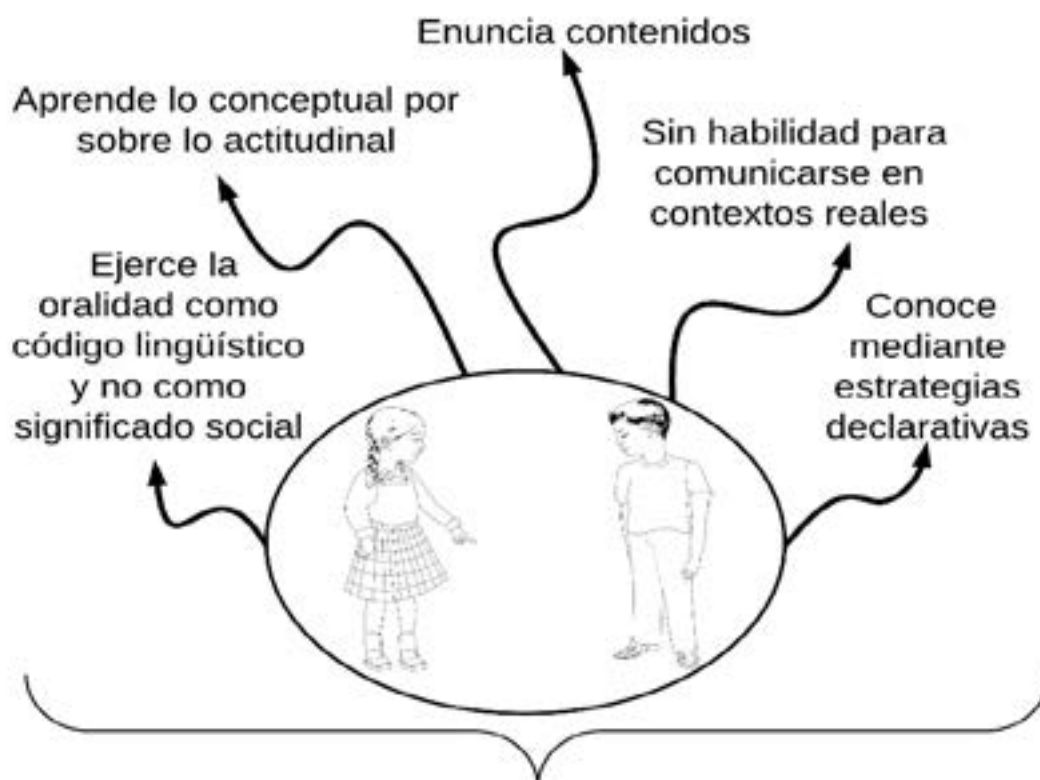 Enuncia contenidos
Aprende lo conceptual por
sobre lo actitudinal
Sin habilidad para
comunicarse en
contextos reales
Ejerce la
oralidad como
código lingüístico
y no como
significado social
Conoce
mediante
estrategias
declarativas